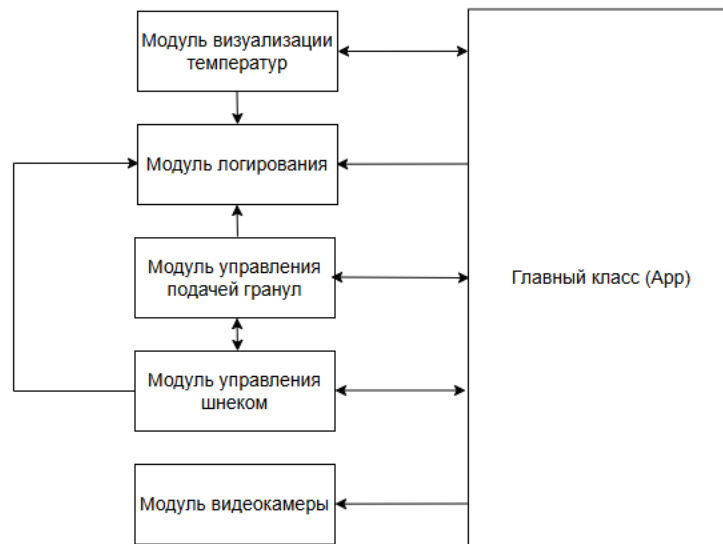 Модуль визуализации
температур
Модуль логирования
Модуль управления
подачей гранул
Главный класс (App)
Модуль управления
шнеком
Модуль видеокамеры